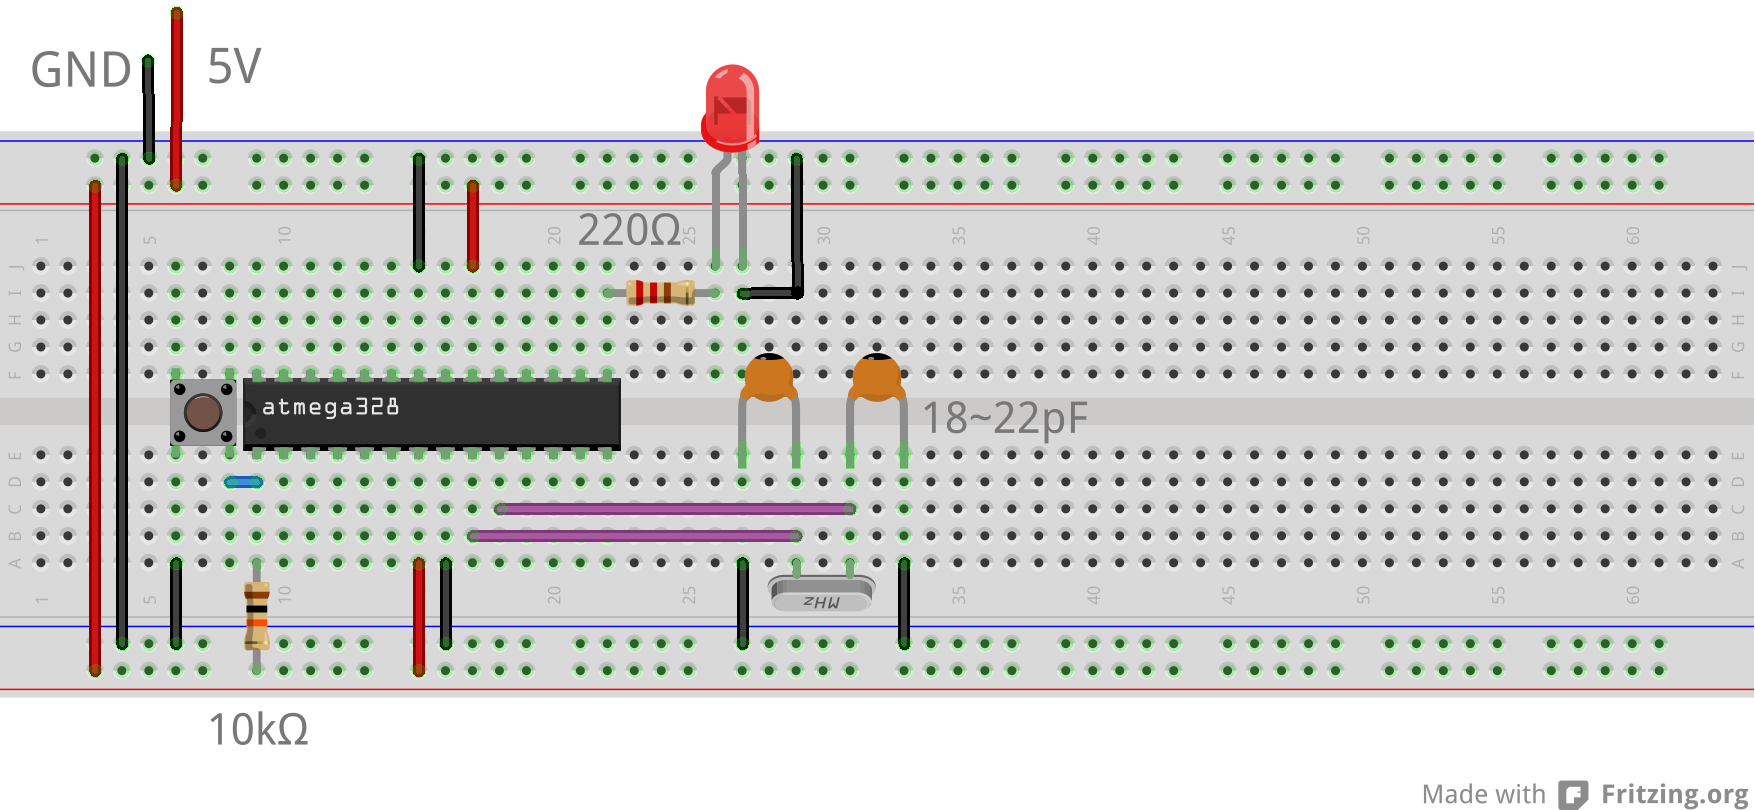 GND
5V
220Ω
1 5 10 20 25 30 35 40 45 50 55 60
J J
I I
H H
G G
F F
atmega328
18~22pF
E E
D D
C C
B B
A A
1 5 10 20 25 35 40 45 50 55 60
MHz
10kΩ
Made with Fritzing.org